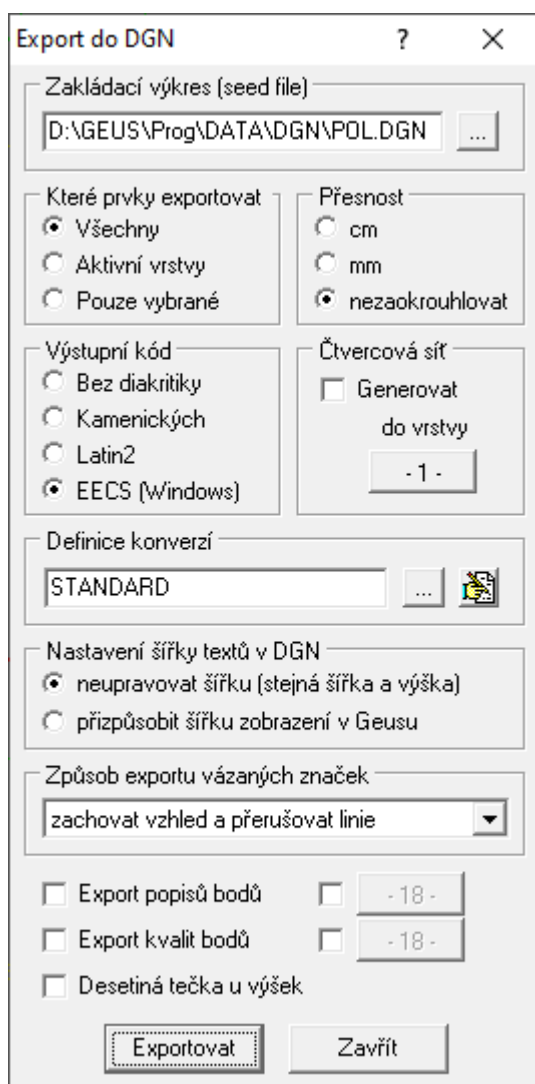 Export do DGN
?
Zakládací výkres (seed file)
D:\GEUS\Prog\DATA\DGN\POL.DGN ...
Které prvky exportovat
Všechny
Aktivní vrstvy
Pouze vybrané
Přesnost
cm
mm
nezaokrouhlovat
Výstupní kód
Bez diakritiky
Kamenických
Latin2
EECS (Windows)
Čtvercová síť
Generovat
do vrstvy
- 1 -
Definice konverzí
STANDARD ...
Nastavení šířky textů v DGN
neupravovat šířku (stejná šířka a výška)
přizpůsobit šířku zobrazení v Geusu
Způsob exportu vázaných značek
zachovat vzhled a přerušovat linie
Export popisů bodů - 18 -
Export kvalit bodů - 18 -
Desetiná tečka u výšek
Exportovat Zavřít